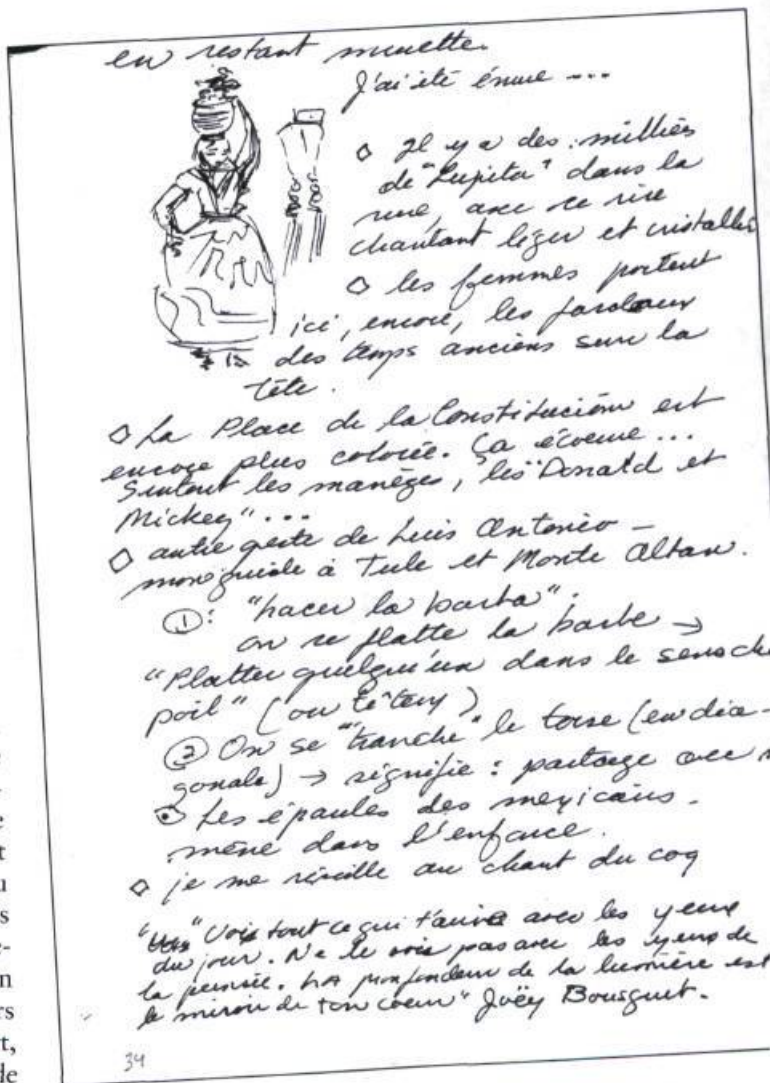 en restant muette.
J'ai été émue ...
◊ Il y a des milliers
de "Lupita" dans la
rue, avec ce rire
chantant léger et cristallin
◊ les femmes portent
ici, encore, les fardeaux
des temps anciens sur la
tête.
◊ La Place de la Constitución est
encore plus colorée. Ça écoeure...
Surtout les manèges, les "Donald et
Mickey" ...
◊ autre geste de Luis Antonio –
mon guide à Tule et Monte Alban.
① : "hacer la barba".
on se flatte la barbe →
"Flatter quelqu'un dans le sens du
poil" (ou têtey)
② On se "tranche" le torse (en dia-
gonale) → signifie : partage avec
◊ Les épaules des mexicains.
même dans l'enfance.
◊ je me réveille au chant du coq
" "Vois tout ce qui t'arrive avec les yeux
du jour. Ne le vois pas avec les yeux de
la pensée. La profondeur de la lumière est
le miroir de ton coeur" Joëy Bousquet.
34
e
t
u
s
e-
n
rs
rt,
de